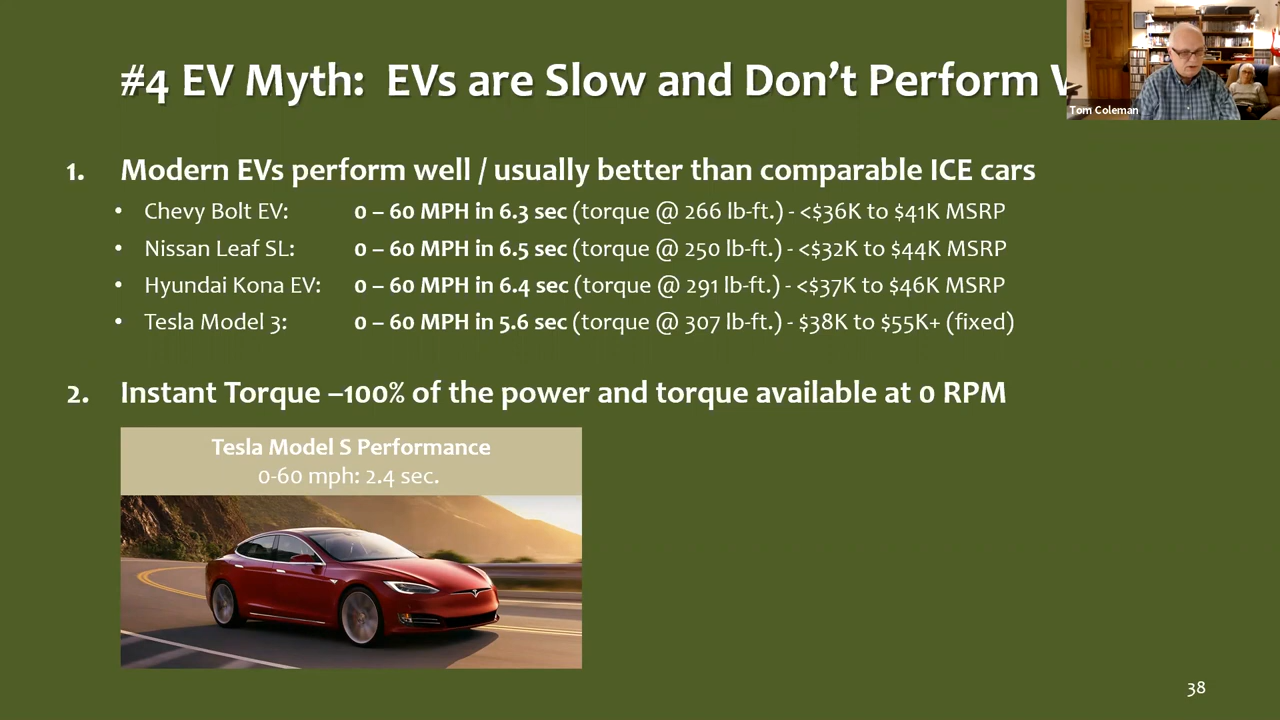 #4 EV Myth:  EVs are Slow and Don't Perform
Tom Coleman
1. Modern EVs perform well / usually better than comparable ICE cars
• Chevy Bolt EV: 0 – 60 MPH in 6.3 sec (torque @ 266 lb-ft.) - <$36K to $41K MSRP
• Nissan Leaf SL: 0 – 60 MPH in 6.5 sec (torque @ 250 lb-ft.) - <$32K to $44K MSRP
• Hyundai Kona EV: 0 – 60 MPH in 6.4 sec (torque @ 291 lb-ft.) - <$37K to $46K MSRP
• Tesla Model 3: 0 – 60 MPH in 5.6 sec (torque @ 307 lb-ft.) - $38K to $55K+ (fixed)
2. Instant Torque –100% of the power and torque available at 0 RPM
Tesla Model S Performance
0-60 mph: 2.4 sec.
38